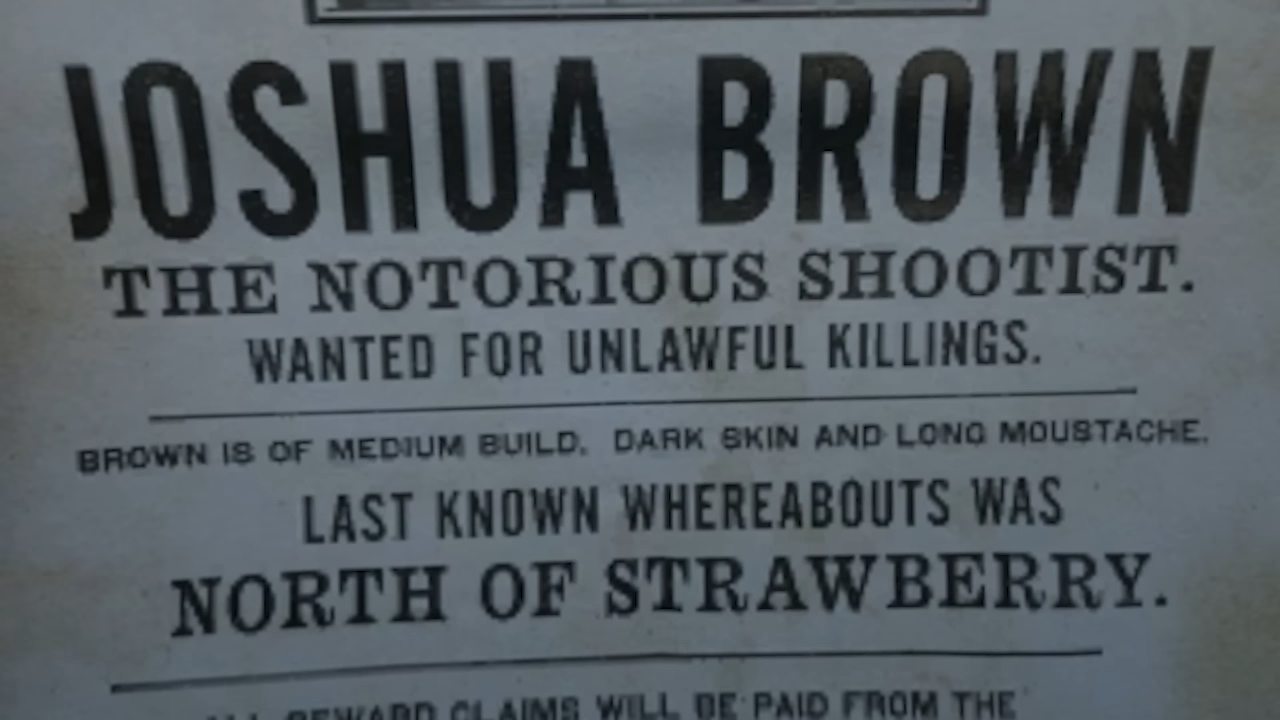 JOSHUA BROWN
THE NOTORIOUS SHOOTIST.
WANTED FOR UNLAWFUL KILLINGS.
BROWN IS OF MEDIUM BUILD, DARK SKIN AND LONG MOUSTACHE.
LAST KNOWN WHEREABOUTS WAS
NORTH OF STRAWBERRY.
ALL REWARD CLAIMS WILL BE PAID FROM THE